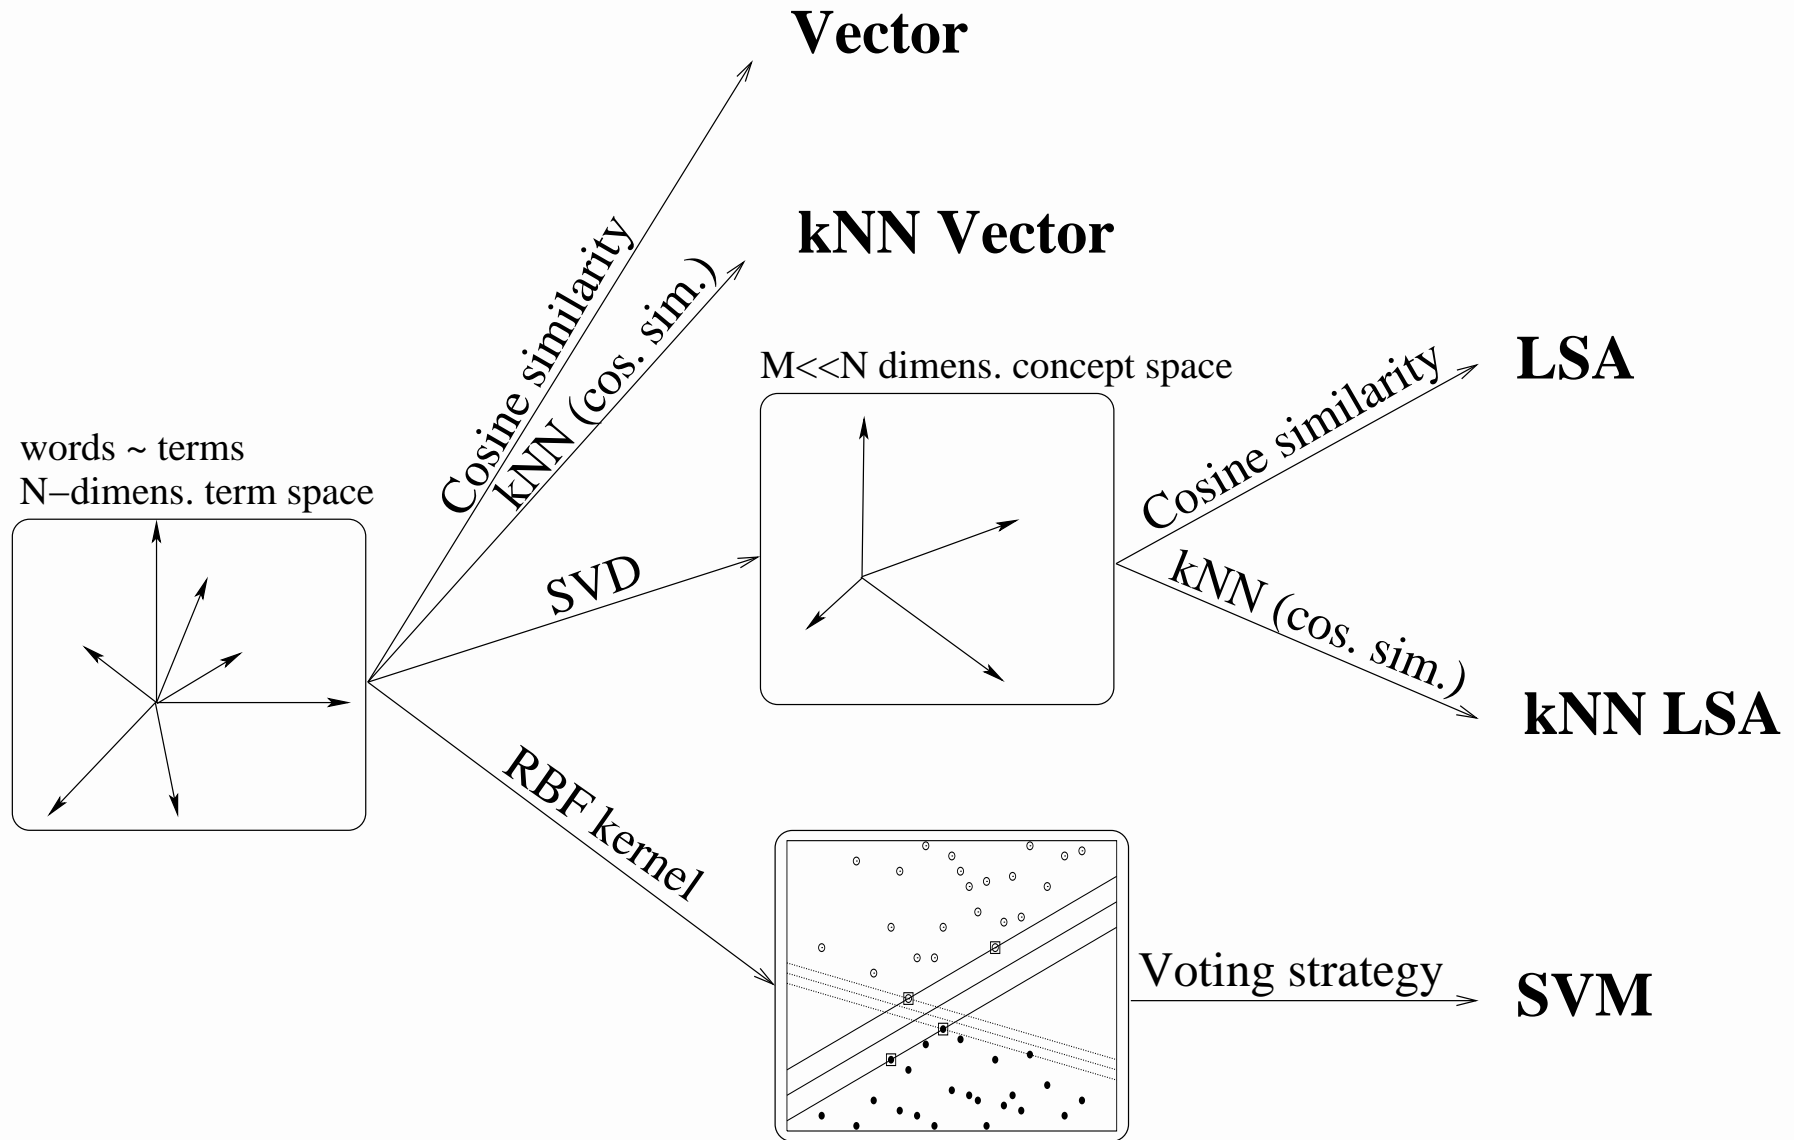 Vector
kNN Vector
Cosine similarity
kNN (cos. sim.)
M<<N dimens. concept space
LSA
Cosine similarity
words ~ terms
N−dimens. term space
SVD
kNN (cos. sim.)
kNN LSA
RBF kernel
Voting strategy
SVM